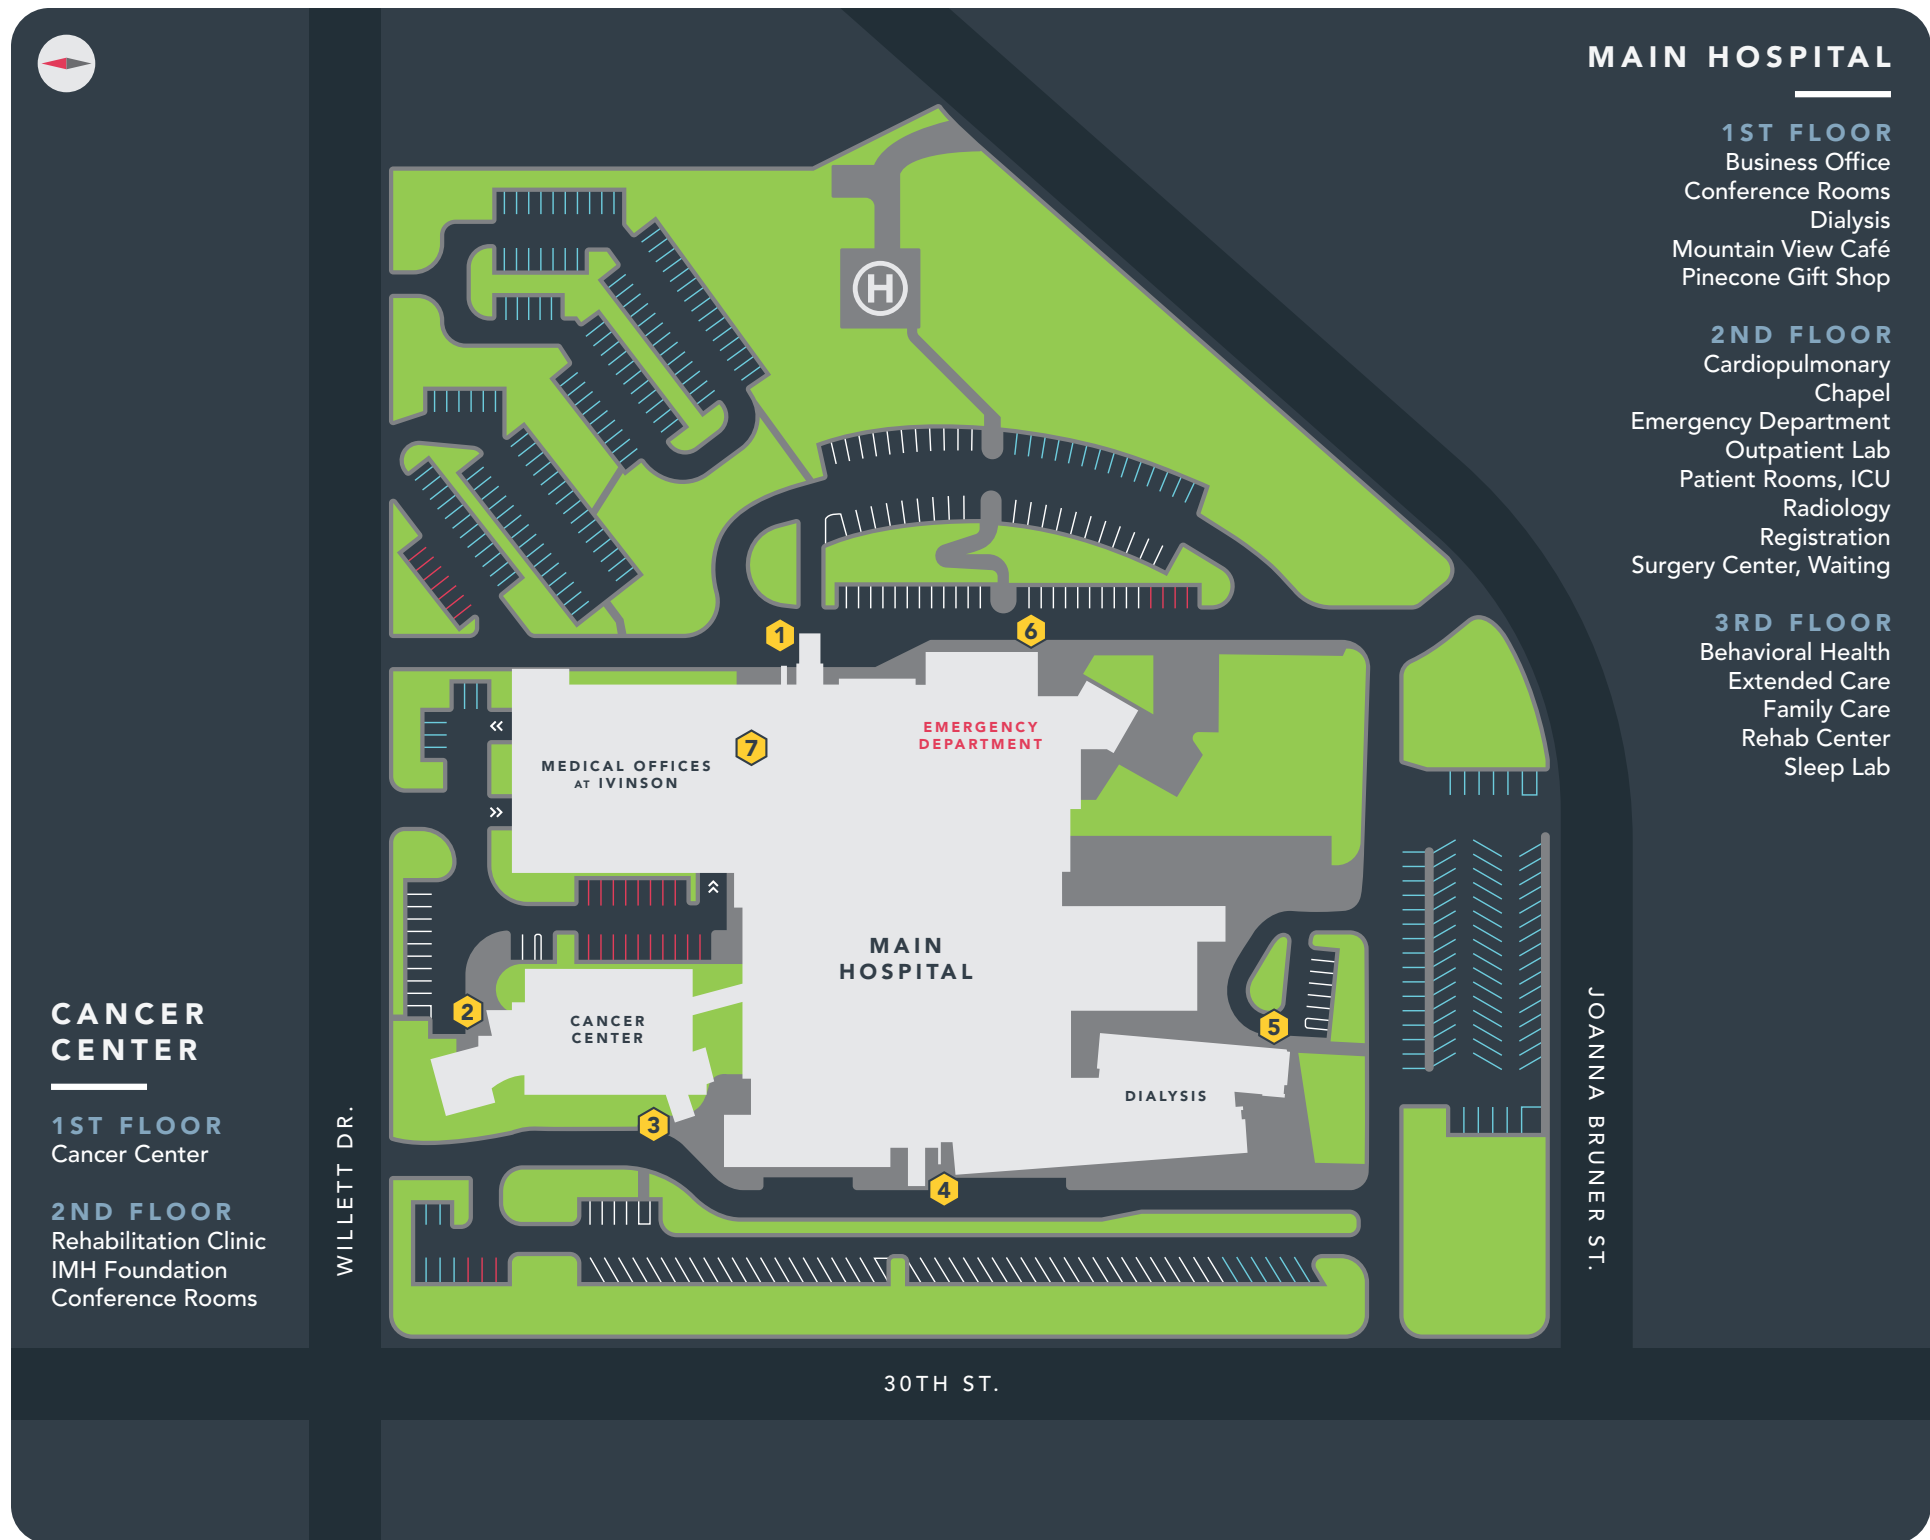 MAIN HOSPITAL
1ST FLOOR
Business Office
Conference Rooms
Dialysis
Mountain View Café
Pinecone Gift Shop
2ND FLOOR
Cardiopulmonary
Chapel
Emergency Department
Outpatient Lab
Patient Rooms, ICU
Radiology
Registration
Surgery Center, Waiting
3RD FLOOR
Behavioral Health
Extended Care
Family Care
Rehab Center
Sleep Lab
H
1
6
EMERGENCY
DEPARTMENT
7
MEDICAL OFFICES
AT IVINSON
MAIN
HOSPITAL
2
CANCER
CENTER
5
DIALYSIS
3
4
CANCER
CENTER
1ST FLOOR
Cancer Center
2ND FLOOR
Rehabilitation Clinic
IMH Foundation
Conference Rooms
WILLETT DR.
JOANNA BRUNER ST.
30TH ST.